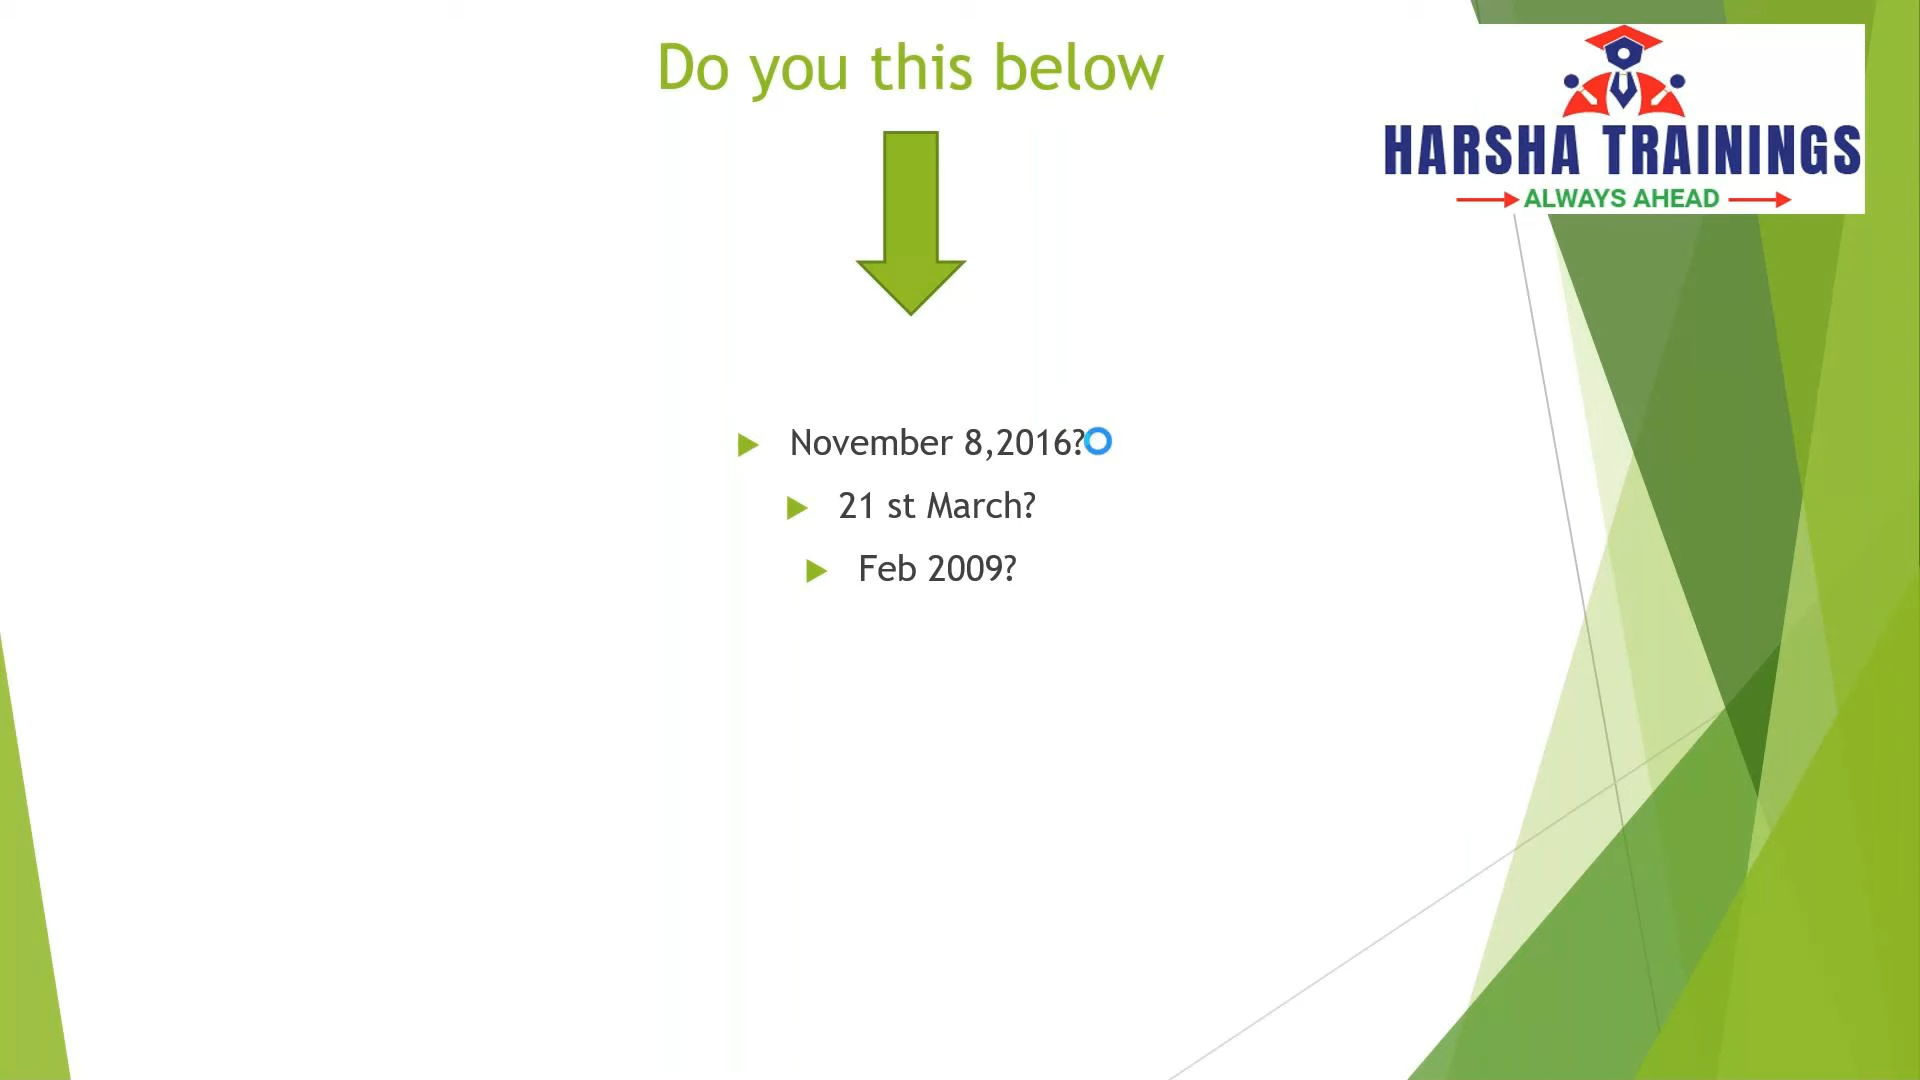 Do you this below
HARSHA TRAININGS
ALWAYS AHEAD
November 8,2016?
21 st March?
Feb 2009?